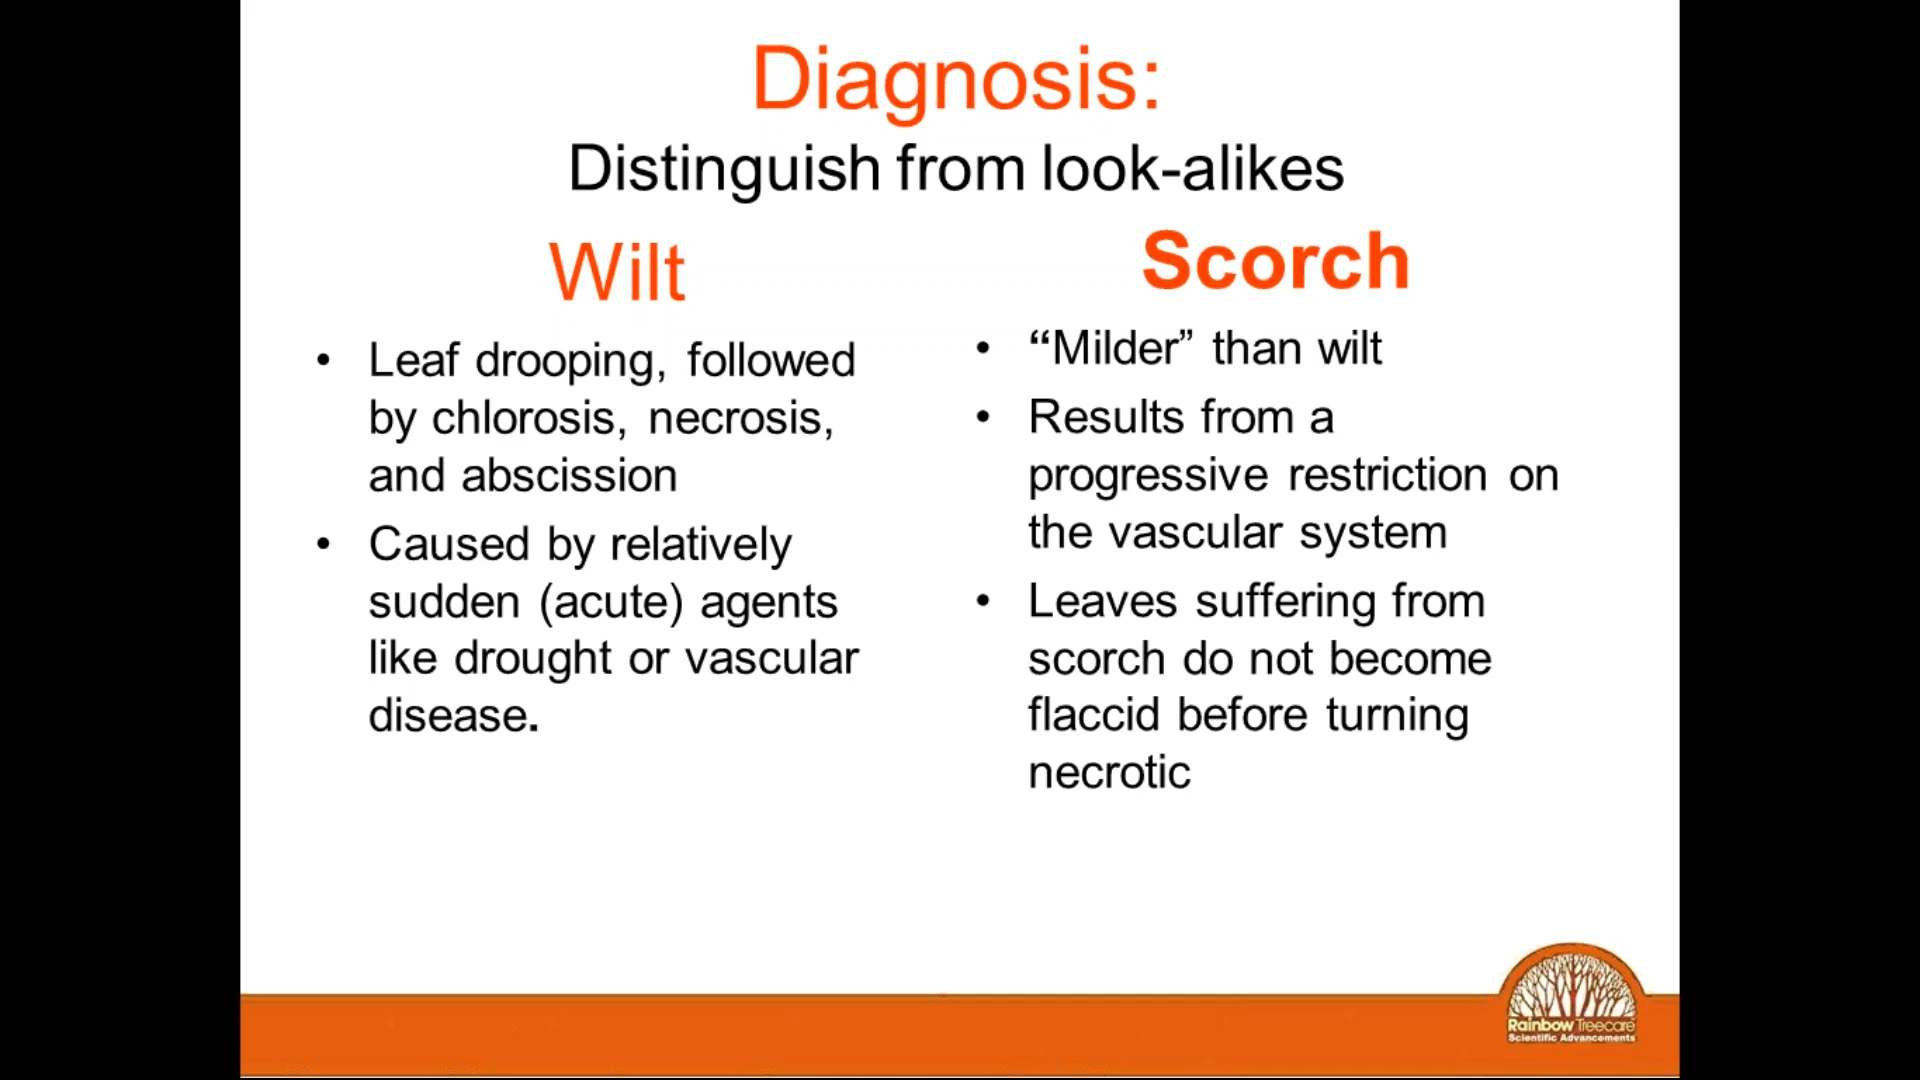 Diagnosis:
Distinguish from look-alikes
Wilt
• Leaf drooping, followed
by chlorosis, necrosis,
and abscission
• Caused by relatively
sudden (acute) agents
like drought or vascular
disease.
Scorch
• “Milder” than wilt
• Results from a
progressive restriction on
the vascular system
• Leaves suffering from
scorch do not become
flaccid before turning
necrotic
Rainbow Treecare
Scientific Advancements